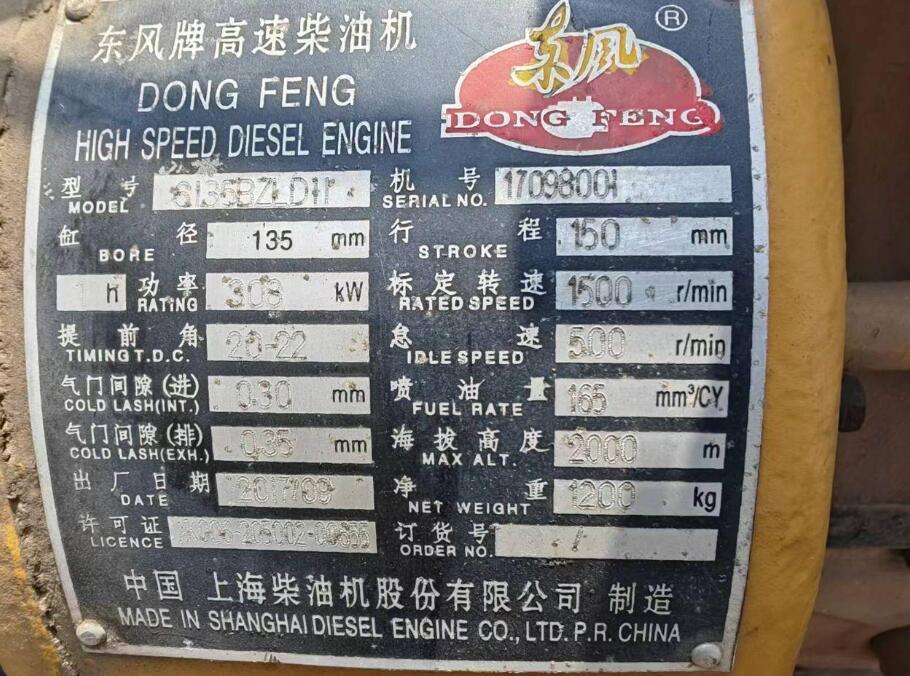 东风牌高速柴油机
DONG FENG
HIGH SPEED DIESEL ENGINE
东风 ®
DONG FENG
型号 MODEL 6135BZLD11 机号 SERIAL NO. 17098001
缸径 BORE 135 mm 行程 STROKE 150 mm
1 h 功率 RATING 308 kW 标定转速 RATED SPEED 1500 r/min
提前角 TIMING T.D.C. 20-22 怠速 IDLE SPEED 500 r/min
气门间隙(进) COLD LASH(INT.) 0.30 mm 喷油量 FUEL RATE 165 mm³/CY
气门间隙(排) COLD LASH(EXH.) 0.35 mm 海拔高度 MAX ALT. 2000 m
出厂日期 DATE 2017/09 净重 NET WEIGHT 1200 kg
许可证 LICENCE 订货号 ORDER NO. /
中国 上海柴油机股份有限公司 制造
MADE IN SHANGHAI DIESEL ENGINE CO., LTD. P.R. CHINA